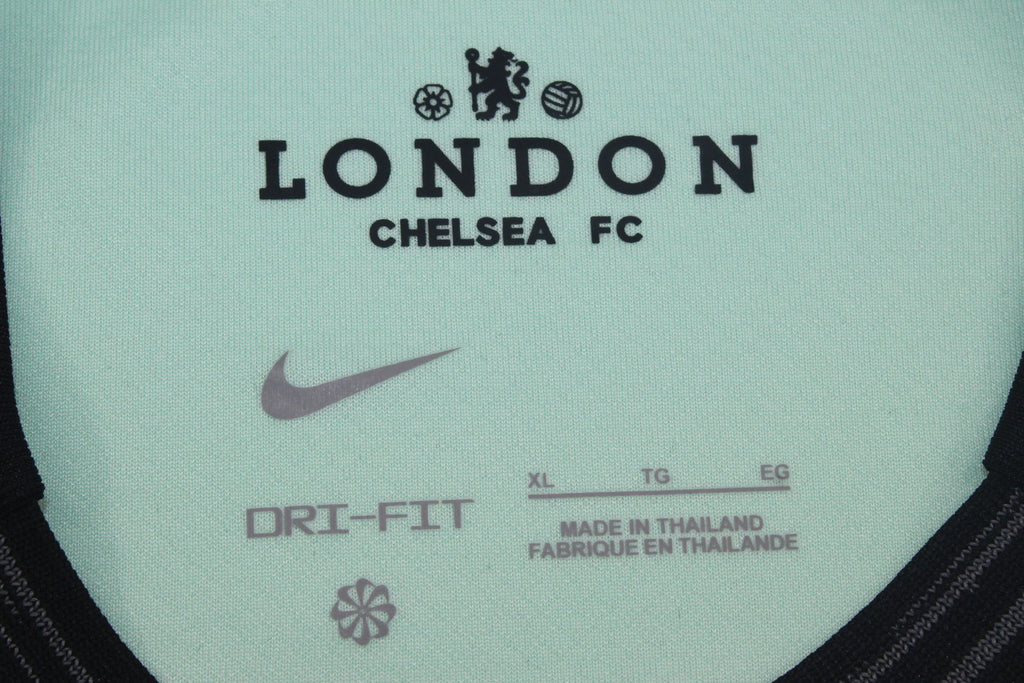 LONDON
CHELSEA FC
DRI-FIT
XL TG EG
MADE IN THAILAND
FABRIQUE EN THAILANDE